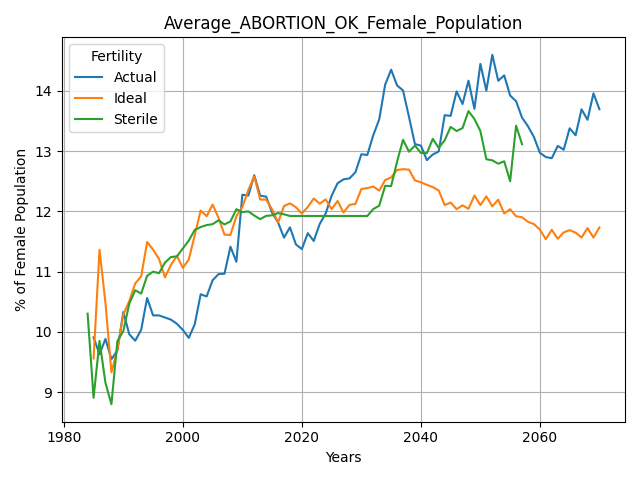 Average_ABORTION_OK_Female_Population
Fertility
Actual
Ideal
Sterile
% of Female Population
14
13
12
11
10
9
1980 2000 2020 2040 2060
Years